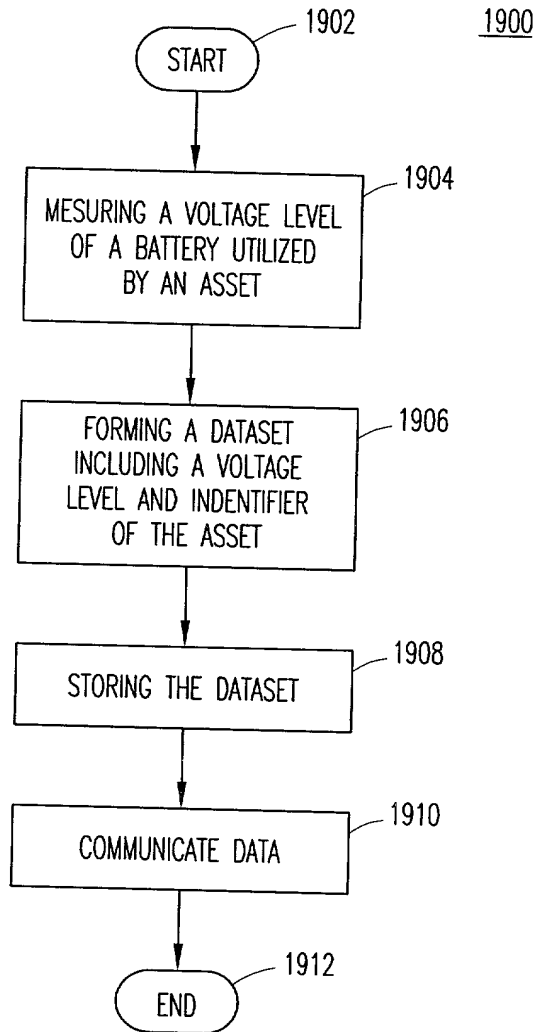 1902
1900
START
1904
MESURING A VOLTAGE LEVEL
OF A BATTERY UTILIZED
BY AN ASSET
1906
FORMING A DATASET
INCLUDING A VOLTAGE
LEVEL AND INDENTIFIER
OF THE ASSET
1908
STORING THE DATASET
1910
COMMUNICATE DATA
1912
END